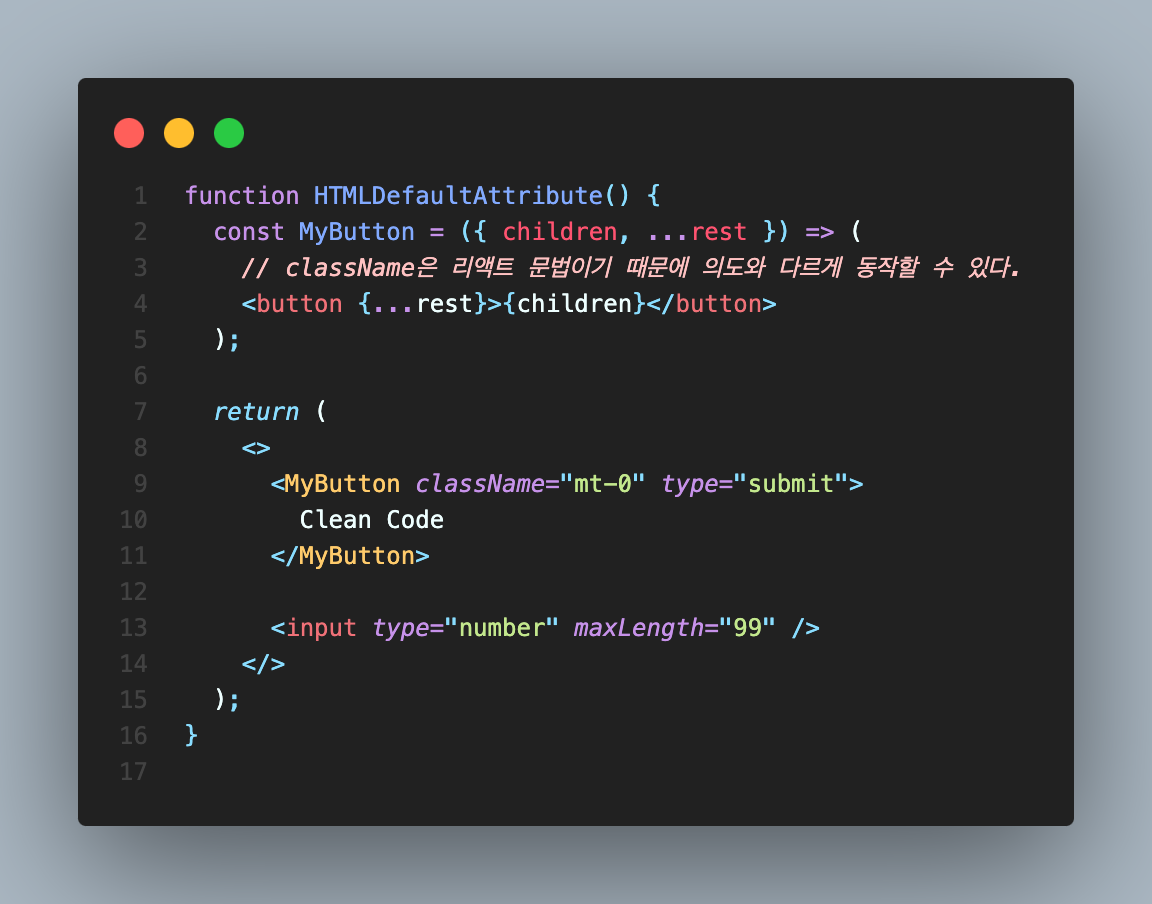 1 function HTMLDefaultAttribute() {
2 const MyButton = ({ children, ...rest }) => (
3 // className은 리액트 문법이기 때문에 의도와 다르게 동작할 수 있다.
4 <button {...rest}>{children}</button>
5 );
6
7 return (
8 <>
9 <MyButton className="mt-0" type="submit">
10 Clean Code
11 </MyButton>
12
13 <input type="number" maxLength="99" />
14 </>
15 );
16 }
17